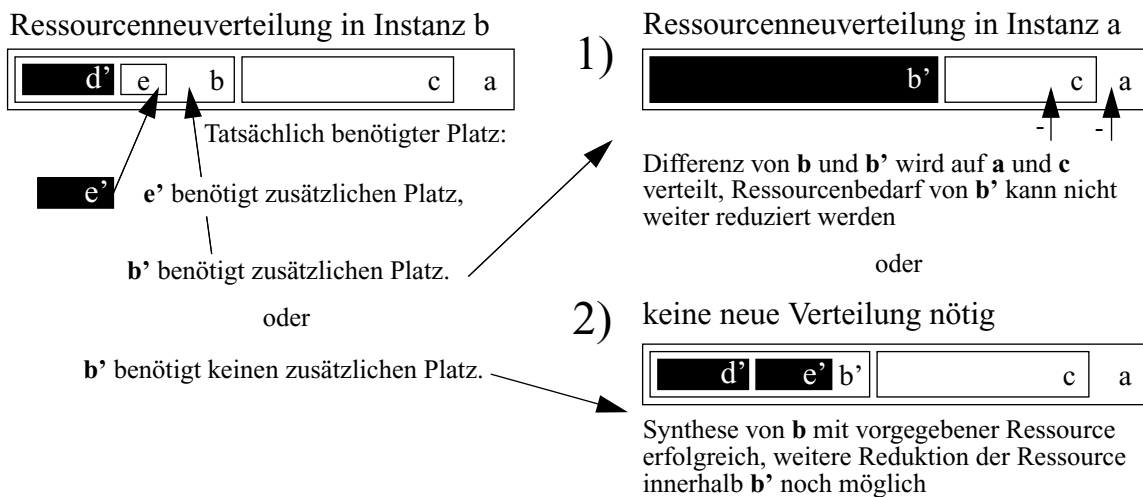 Ressourcenneuverteilung in Instanz b
d’ e b c a
Tatsächlich benötigter Platz:
e’ e’ benötigt zusätzlichen Platz,
b’ benötigt zusätzlichen Platz.
oder
b’ benötigt keinen zusätzlichen Platz.
1)
Ressourcenneuverteilung in Instanz a
b’ c a
- -
Differenz von b und b’ wird auf a und c
verteilt, Ressourcenbedarf von b’ kann nicht
weiter reduziert werden
oder
2)
keine neue Verteilung nötig
d’ e’ b’ c a
Synthese von b mit vorgegebener Ressource
erfolgreich, weitere Reduktion der Ressource
innerhalb b’ noch möglich